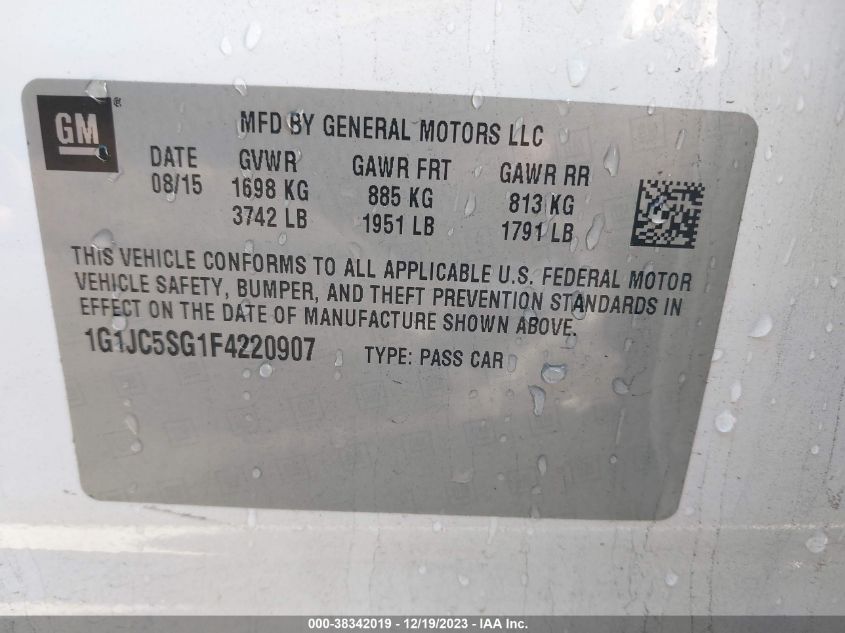 GM®
MFD BY GENERAL MOTORS LLC
DATE GVWR GAWR FRT GAWR RR
08/15 1698 KG 885 KG 813 KG
3742 LB 1951 LB 1791 LB
THIS VEHICLE CONFORMS TO ALL APPLICABLE U.S. FEDERAL MOTOR
VEHICLE SAFETY, BUMPER, AND THEFT PREVENTION STANDARDS IN
EFFECT ON THE DATE OF MANUFACTURE SHOWN ABOVE.
1G1JC5SG1F4220907 TYPE: PASS CAR
000-38342019 - 12/19/2023 - IAA Inc.